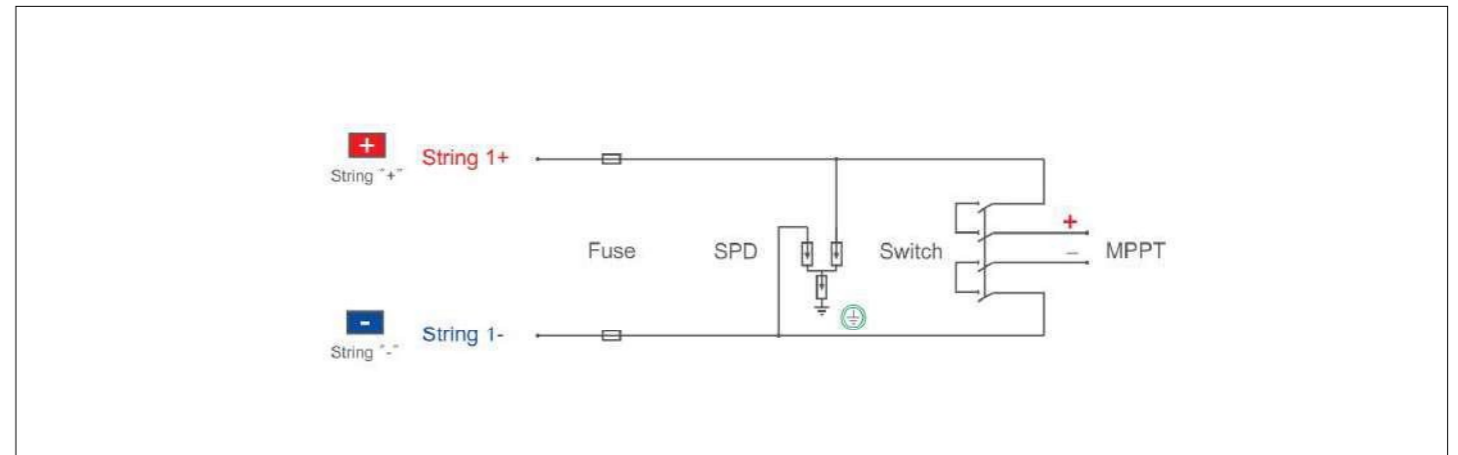 +
String 1+
String "+"
+
Fuse
SPD
Switch
– MPPT
-
String 1-
String "-"